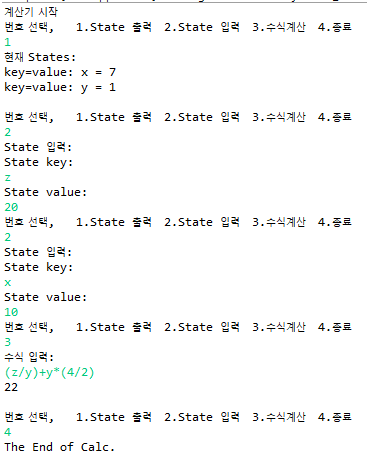 계산기 시작
번호 선택,   1.State 출력  2.State 입력  3.수식계산  4.종료
1
현재 States:
key=value: x = 7
key=value: y = 1
번호 선택,   1.State 출력  2.State 입력  3.수식계산  4.종료
2
State 입력:
State key:
z
State value:
20
번호 선택,   1.State 출력  2.State 입력  3.수식계산  4.종료
2
State 입력:
State key:
x
State value:
10
번호 선택,   1.State 출력  2.State 입력  3.수식계산  4.종료
3
수식 입력:
(z/y)+y*(4/2)
22
번호 선택,   1.State 출력  2.State 입력  3.수식계산  4.종료
4
The End of Calc.